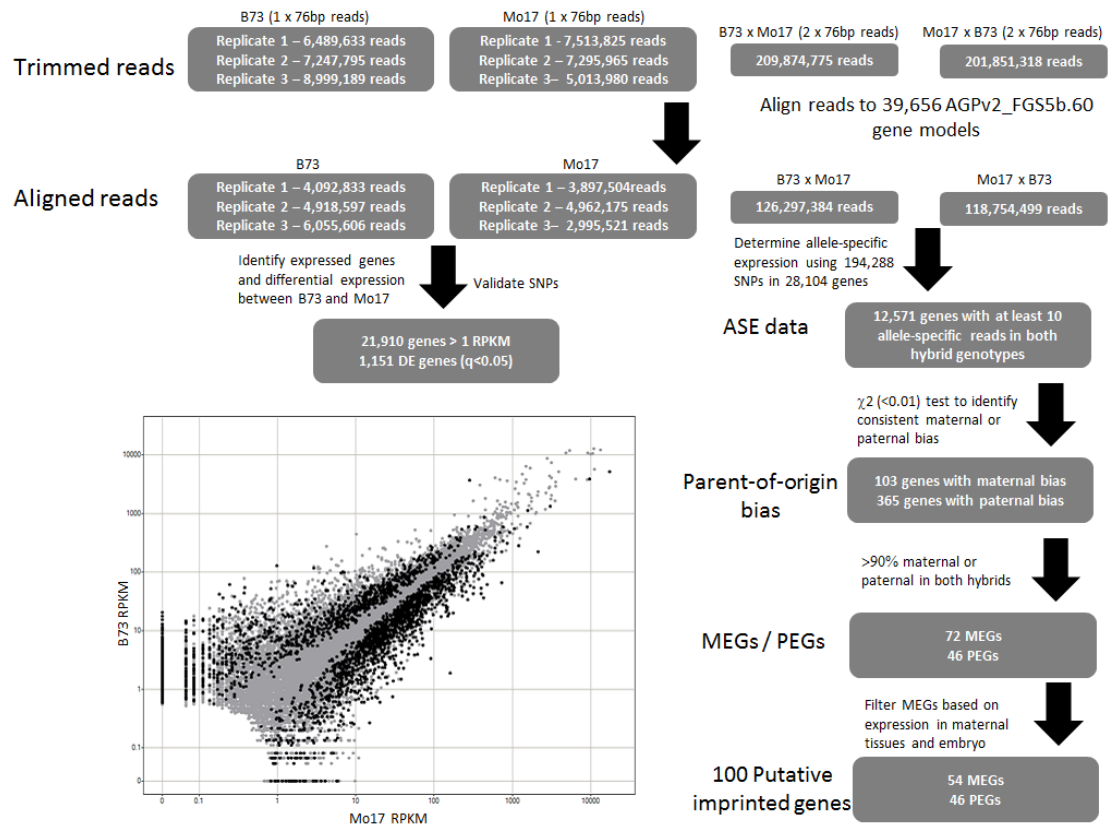 B73 (1 x 76bp reads)
Mo17 (1 x 76bp reads)
B73 x Mo17 (2 x 76bp reads)
Mo17 x B73 (2 x 76bp reads)
Trimmed reads
Replicate 1 – 6,489,633 reads
Replicate 2 – 7,247,795 reads
Replicate 3 – 8,999,189 reads
Replicate 1 - 7,513,825 reads
Replicate 2 – 7,295,965 reads
Replicate 3– 5,013,980 reads
209,874,775 reads
201,851,318 reads
Align reads to 39,656 AGPv2_FGS5b.60
gene models
B73
Mo17
B73 x Mo17
Mo17 x B73
Aligned reads
Replicate 1 – 4,092,833 reads
Replicate 2 – 4,918,597 reads
Replicate 3 – 6,055,606 reads
Replicate 1 – 3,897,504reads
Replicate 2 – 4,962,175 reads
Replicate 3– 2,995,521 reads
126,297,384 reads
118,754,499 reads
Identify expressed genes
and differential expression
between B73 and Mo17
Validate SNPs
Determine allele-specific
expression using 194,288
SNPs in 28,104 genes
21,910 genes > 1 RPKM
1,151 DE genes (q<0.05)
ASE data
12,571 genes with at least 10
allele-specific reads in both
hybrid genotypes
χ2 (<0.01) test to identify
consistent maternal or
paternal bias
Parent-of-origin
bias
103 genes with maternal bias
365 genes with paternal bias
>90% maternal or
paternal in both hybrids
MEGs / PEGs
72 MEGs
46 PEGs
Filter MEGs based on
expression in maternal
tissues and embryo
100 Putative
imprinted genes
54 MEGs
46 PEGs
B73 RPKM
10000
1000
100
10
1
0.1
0
0
0.1
1
10
100
1000
10000
Mo17 RPKM